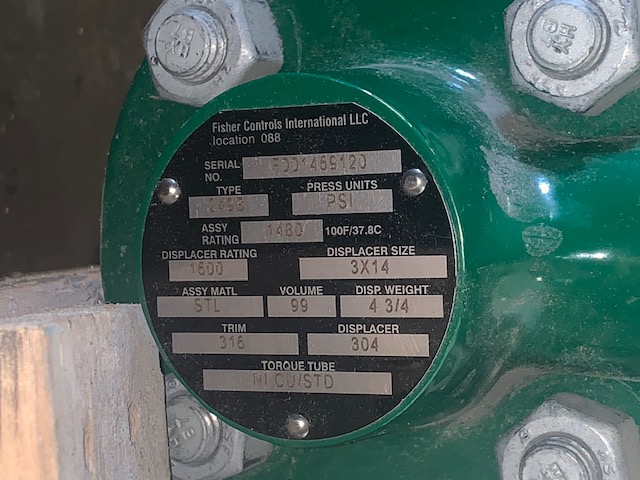 Fisher Controls International LLC
location 088
SERIAL NO. F001459120
TYPE PRESS UNITS
PSI
ASSY RATING 1480 100F/37.8C
DISPLACER RATING DISPLACER SIZE
1800 3X14
ASSY MATL VOLUME DISP. WEIGHT
STL 99 4 3/4
TRIM DISPLACER
316 304
TORQUE TUBE
NI CU/STD